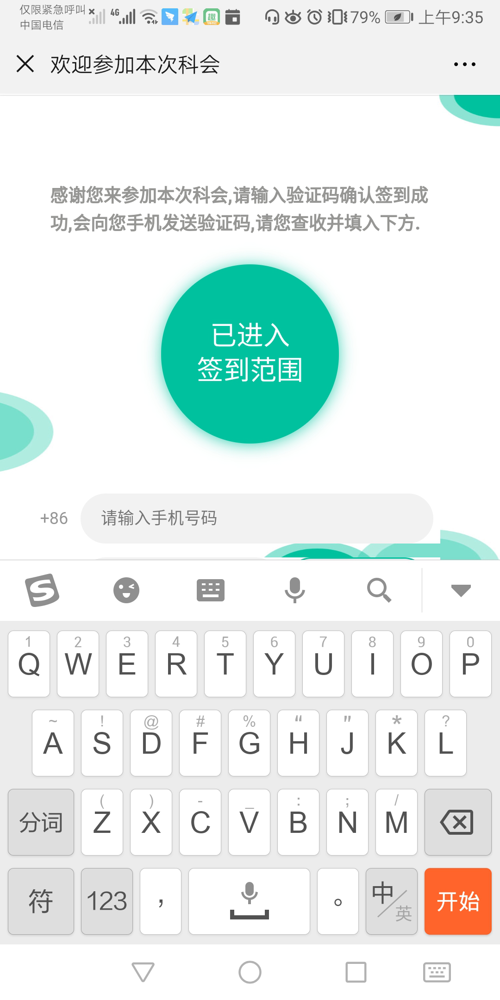 仅限紧急呼叫
中国电信
4G
趣
79%
上午9:35
欢迎参加本次科会
感谢您来参加本次科会,请输入验证码确认签到成
功,会向您手机发送验证码,请您查收并填入下方.
已进入
签到范围
+86
请输入手机号码
1 2 3 4 5 6 7 8 9 0
Q W E R T Y U I O P
~ ! @ # % “ " * ?
A S D F G H J K L
( ) - _ : ; /
分词 Z X C V B N M
符 123 , 。 中/英 开始